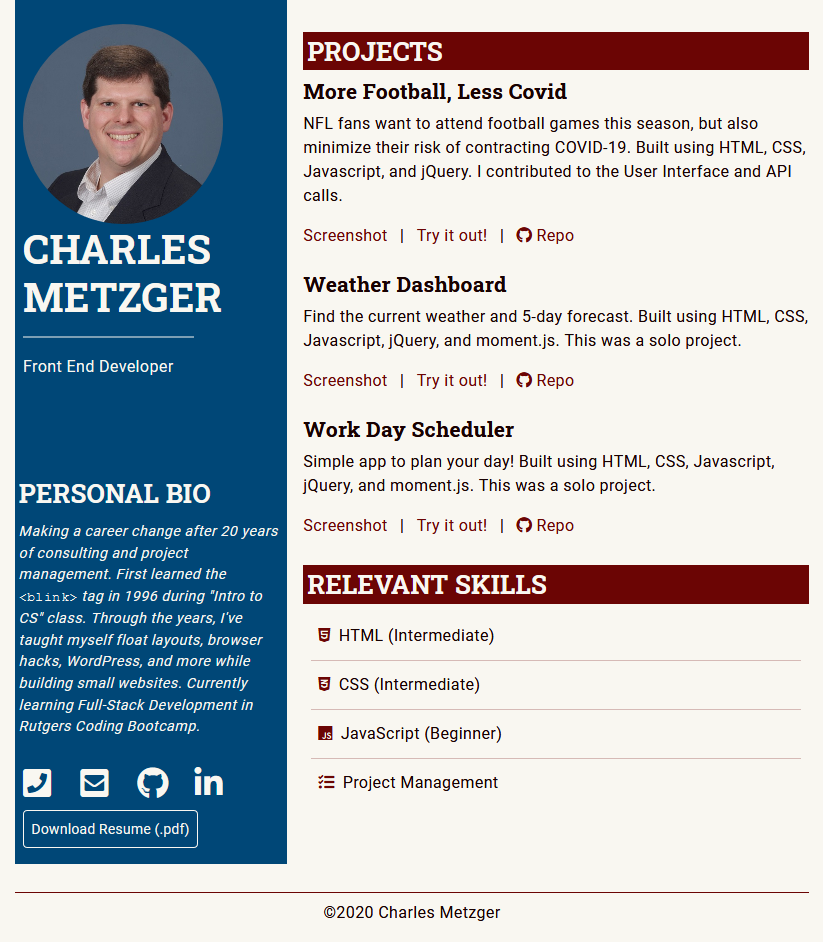 CHARLES
METZGER
Front End Developer
PERSONAL BIO
Making a career change after 20 years
of consulting and project
management. First learned the
<blink> tag in 1996 during "Intro to
CS" class. Through the years, I've
taught myself float layouts, browser
hacks, WordPress, and more while
building small websites. Currently
learning Full-Stack Development in
Rutgers Coding Bootcamp.
in
Download Resume (.pdf)
PROJECTS
More Football, Less Covid
NFL fans want to attend football games this season, but also
minimize their risk of contracting COVID-19. Built using HTML, CSS,
Javascript, and jQuery. I contributed to the User Interface and API
calls.
Screenshot | Try it out! | Repo
Weather Dashboard
Find the current weather and 5-day forecast. Built using HTML, CSS,
Javascript, jQuery, and moment.js. This was a solo project.
Screenshot | Try it out! | Repo
Work Day Scheduler
Simple app to plan your day! Built using HTML, CSS, Javascript,
jQuery, and moment.js. This was a solo project.
Screenshot | Try it out! | Repo
RELEVANT SKILLS
HTML (Intermediate)
CSS (Intermediate)
JS JavaScript (Beginner)
Project Management
©2020 Charles Metzger